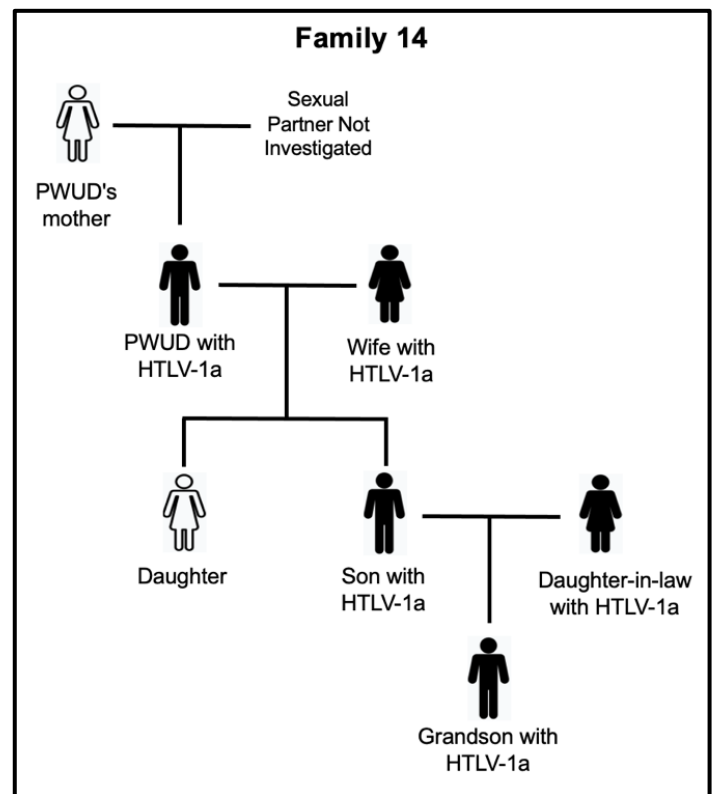 Family 14
Sexual
Partner Not
Investigated
PWUD's
mother
PWUD with
HTLV-1a
Wife with
HTLV-1a
Daughter
Son with
HTLV-1a
Daughter-in-law
with HTLV-1a
Grandson with
HTLV-1a